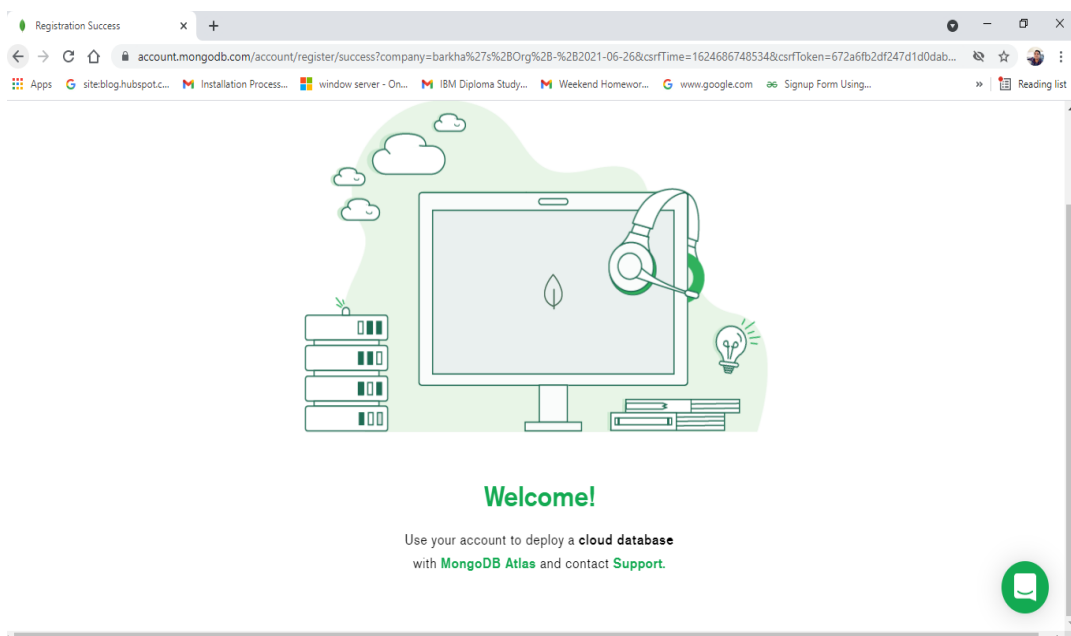 Registration Success
account.mongodb.com/account/register/success?company=barkha%27s%2BOrg%2B-%2B2021-06-26&csrfTime=1624686748534&csrfToken=672a6fb2df247d1d0dab...
Apps site:blog.hubspot.c... Installation Process... window server - On... IBM Diploma Study... Weekend Homewor... www.google.com Signup Form Using... » Reading list
Welcome!
Use your account to deploy a cloud database
with MongoDB Atlas and contact Support.